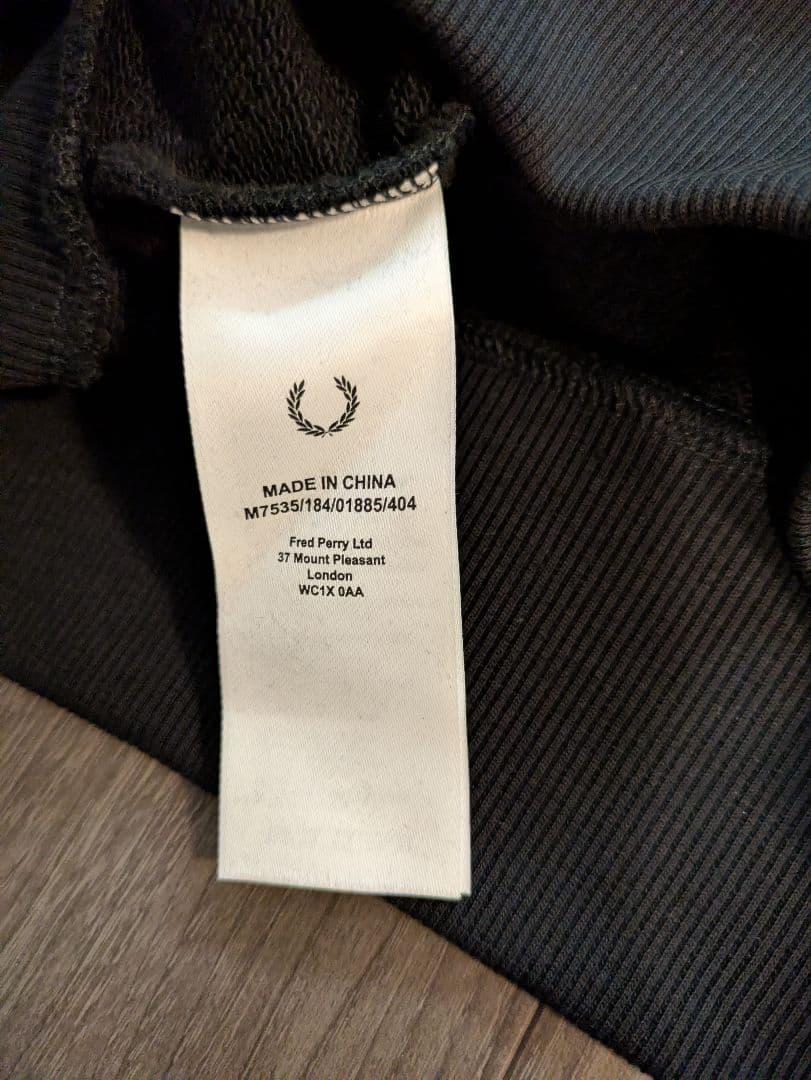 MADE IN CHINA
M7535/184/01885/404
Fred Perry Ltd
37 Mount Pleasant
London
WC1X 0AA